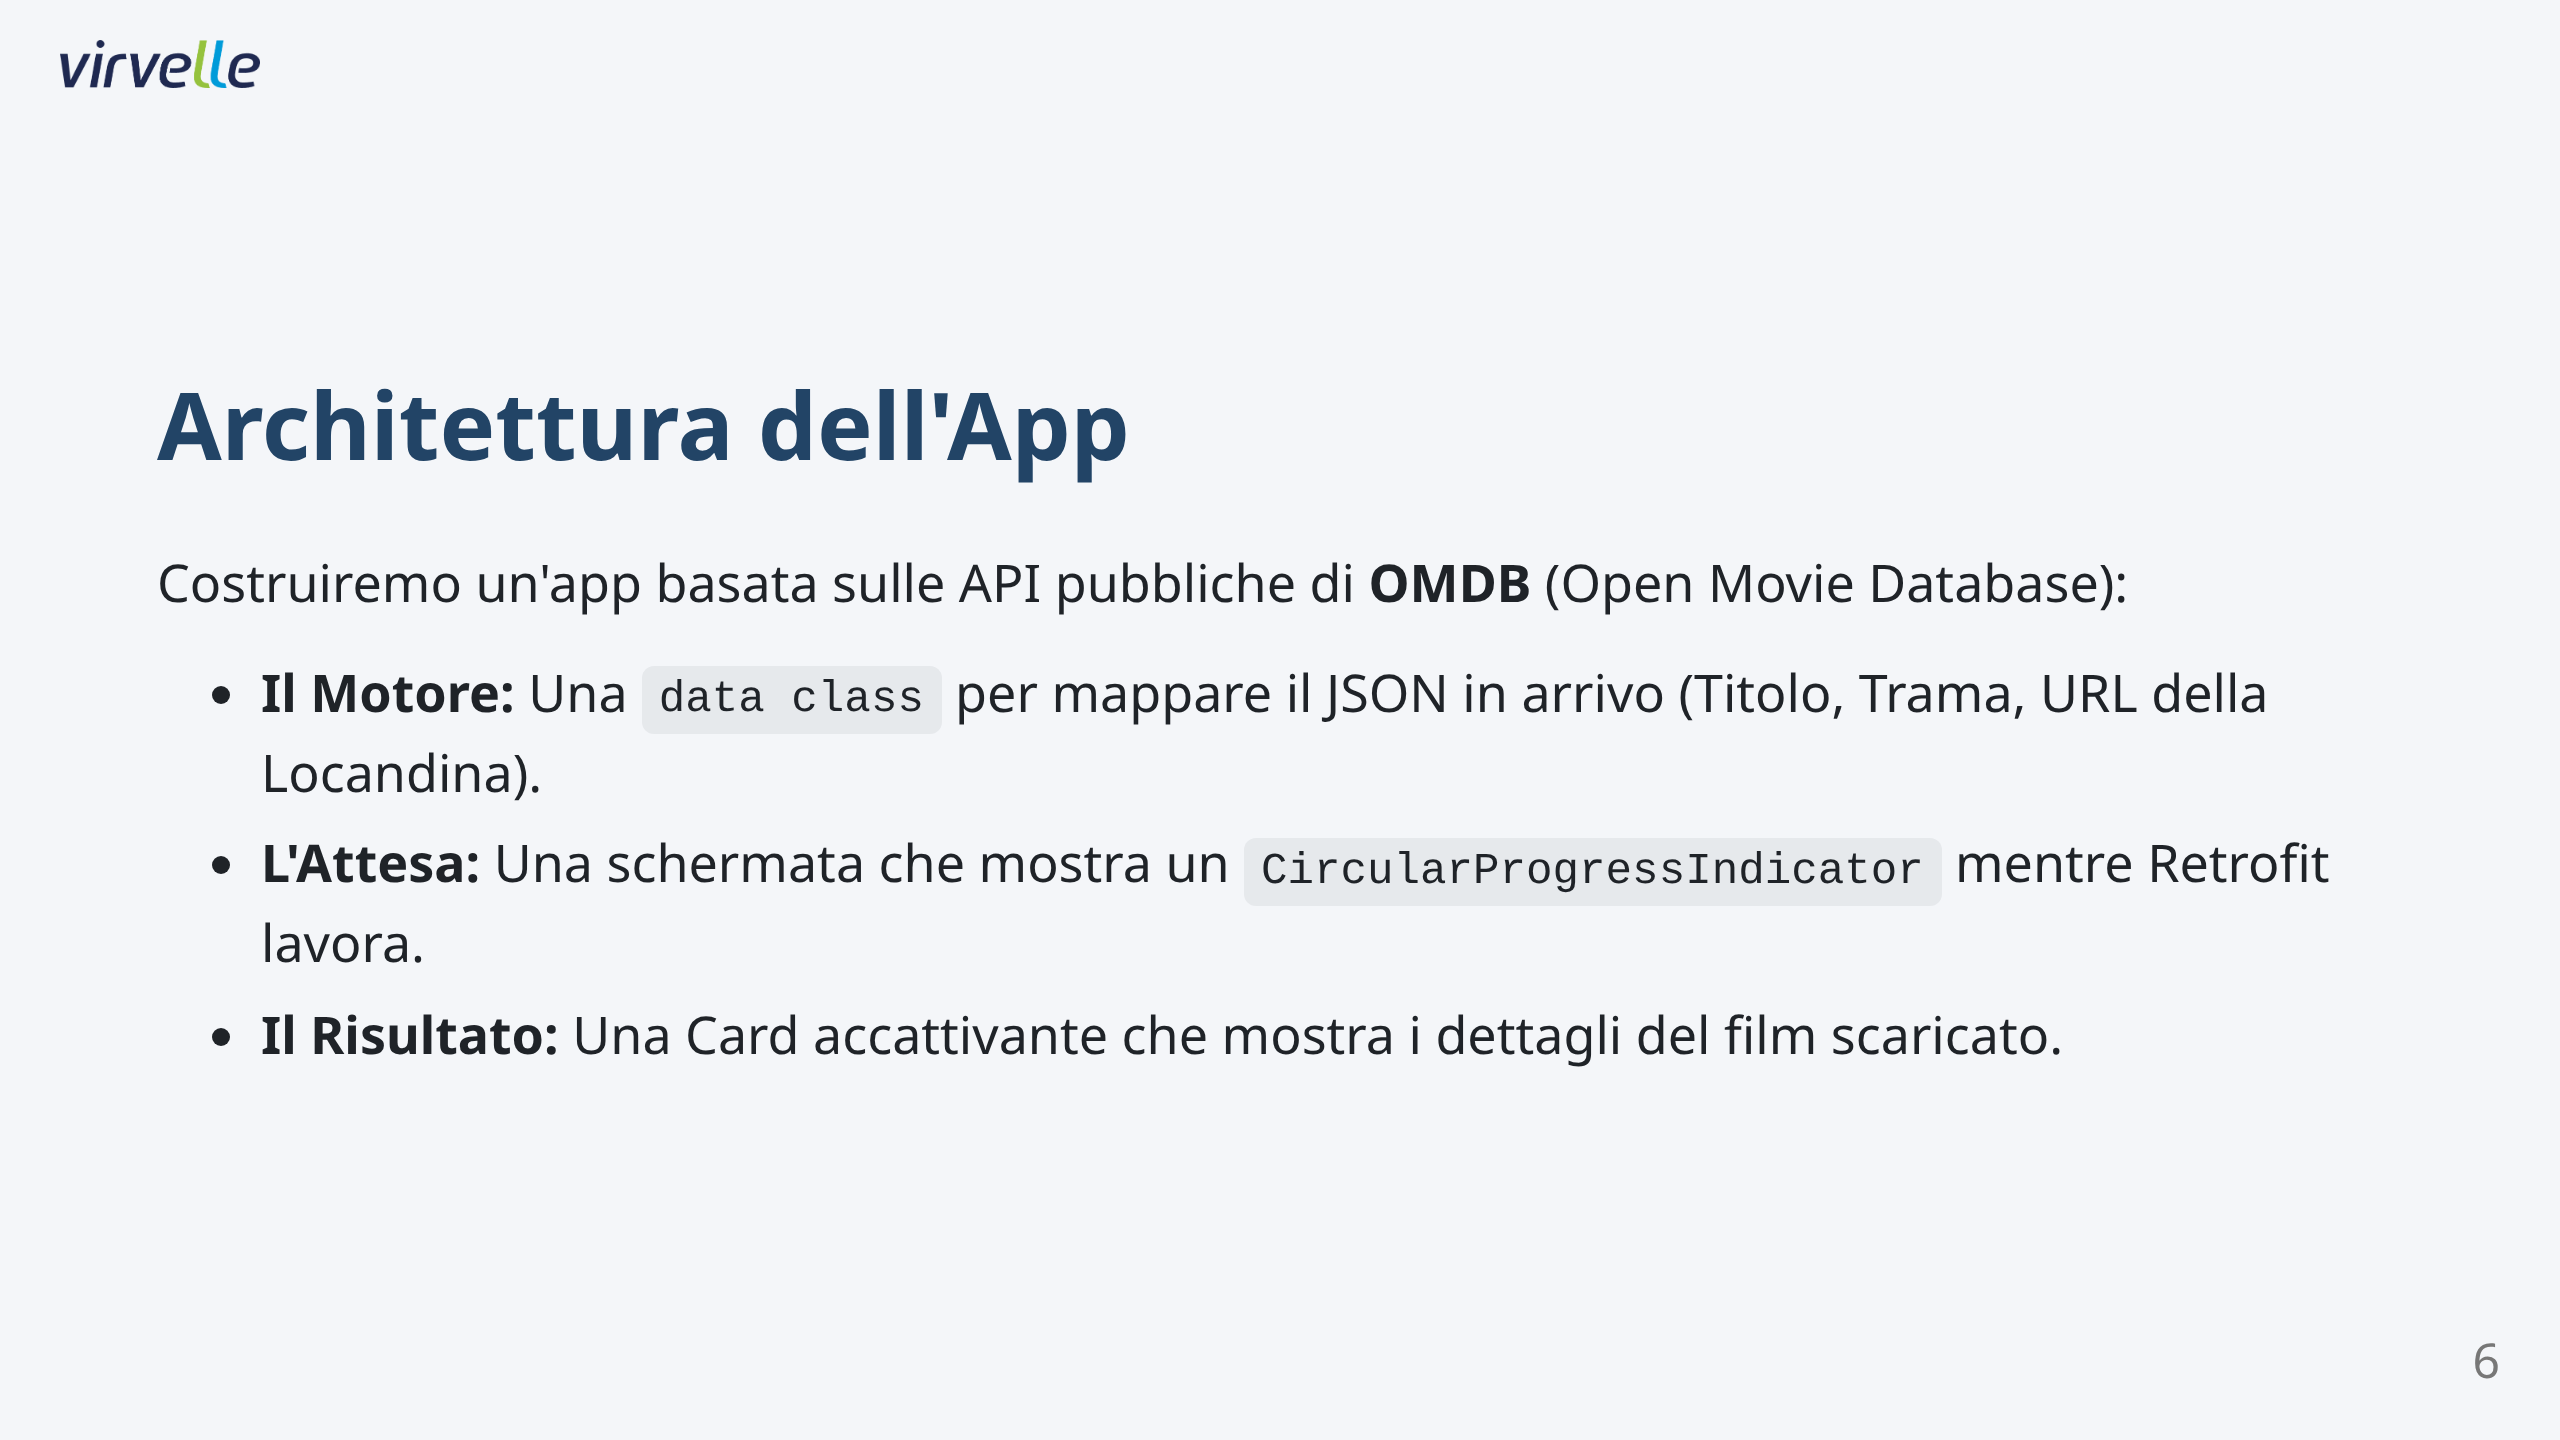 virvelle
Architettura dell'App
Costruiremo un'app basata sulle API pubbliche di OMDB (Open Movie Database):
• Il Motore: Una data class per mappare il JSON in arrivo (Titolo, Trama, URL della
Locandina).
• L'Attesa: Una schermata che mostra un CircularProgressIndicator mentre Retrofit
lavora.
• Il Risultato: Una Card accattivante che mostra i dettagli del film scaricato.
6